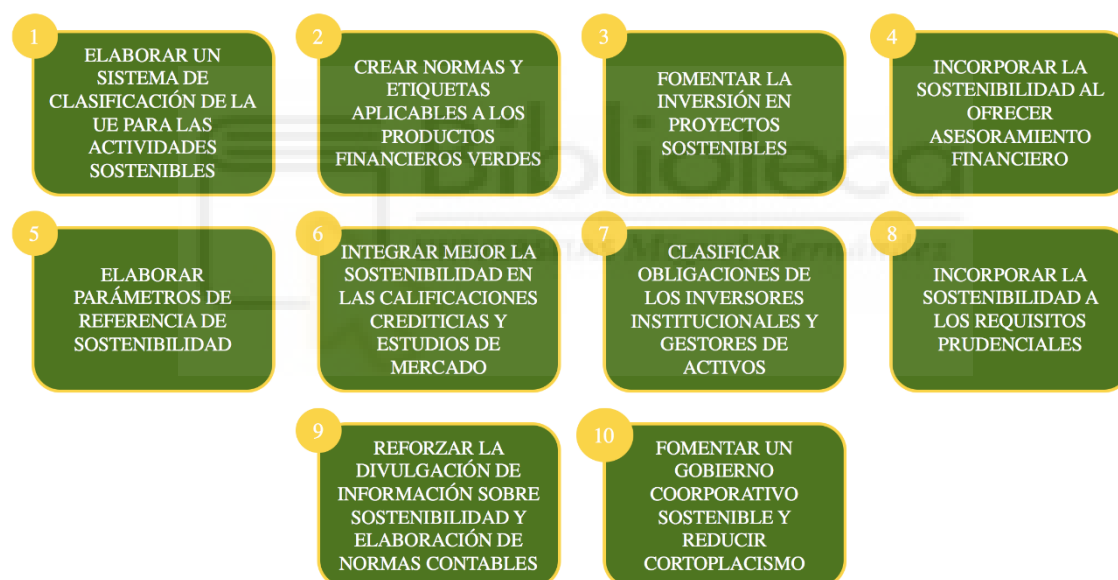 1
ELABORAR UN
SISTEMA DE
CLASIFICACIÓN DE LA
UE PARA LAS
ACTIVIDADES
SOSTENIBLES
2
CREAR NORMAS Y
ETIQUETAS
APLICABLES A LOS
PRODUCTOS
FINANCIEROS VERDES
3
FOMENTAR LA
INVERSIÓN EN
PROYECTOS
SOSTENIBLES
4
INCORPORAR LA
SOSTENIBILIDAD AL
OFRECER
ASESORAMIENTO
FINANCIERO
5
ELABORAR
PARÁMETROS DE
REFERENCIA DE
SOSTENIBILIDAD
6
INTEGRAR MEJOR LA
SOSTENIBILIDAD EN
LAS CALIFICACIONES
CREDITICIAS Y
ESTUDIOS DE
MERCADO
7
CLASIFICAR
OBLIGACIONES DE
LOS INVERSORES
INSTITUCIONALES Y
GESTORES DE
ACTIVOS
8
INCORPORAR LA
SOSTENIBILIDAD A
LOS REQUISITOS
PRUDENCIALES
9
REFORZAR LA
DIVULGACIÓN DE
INFORMACIÓN SOBRE
SOSTENIBILIDAD Y
ELABORACIÓN DE
NORMAS CONTABLES
10
FOMENTAR UN
GOBIERNO
COORPORATIVO
SOSTENIBLE Y
REDUCIR
CORTOPLACISMO
Biblioteca
UNIVERSITAS Miguel Hernández